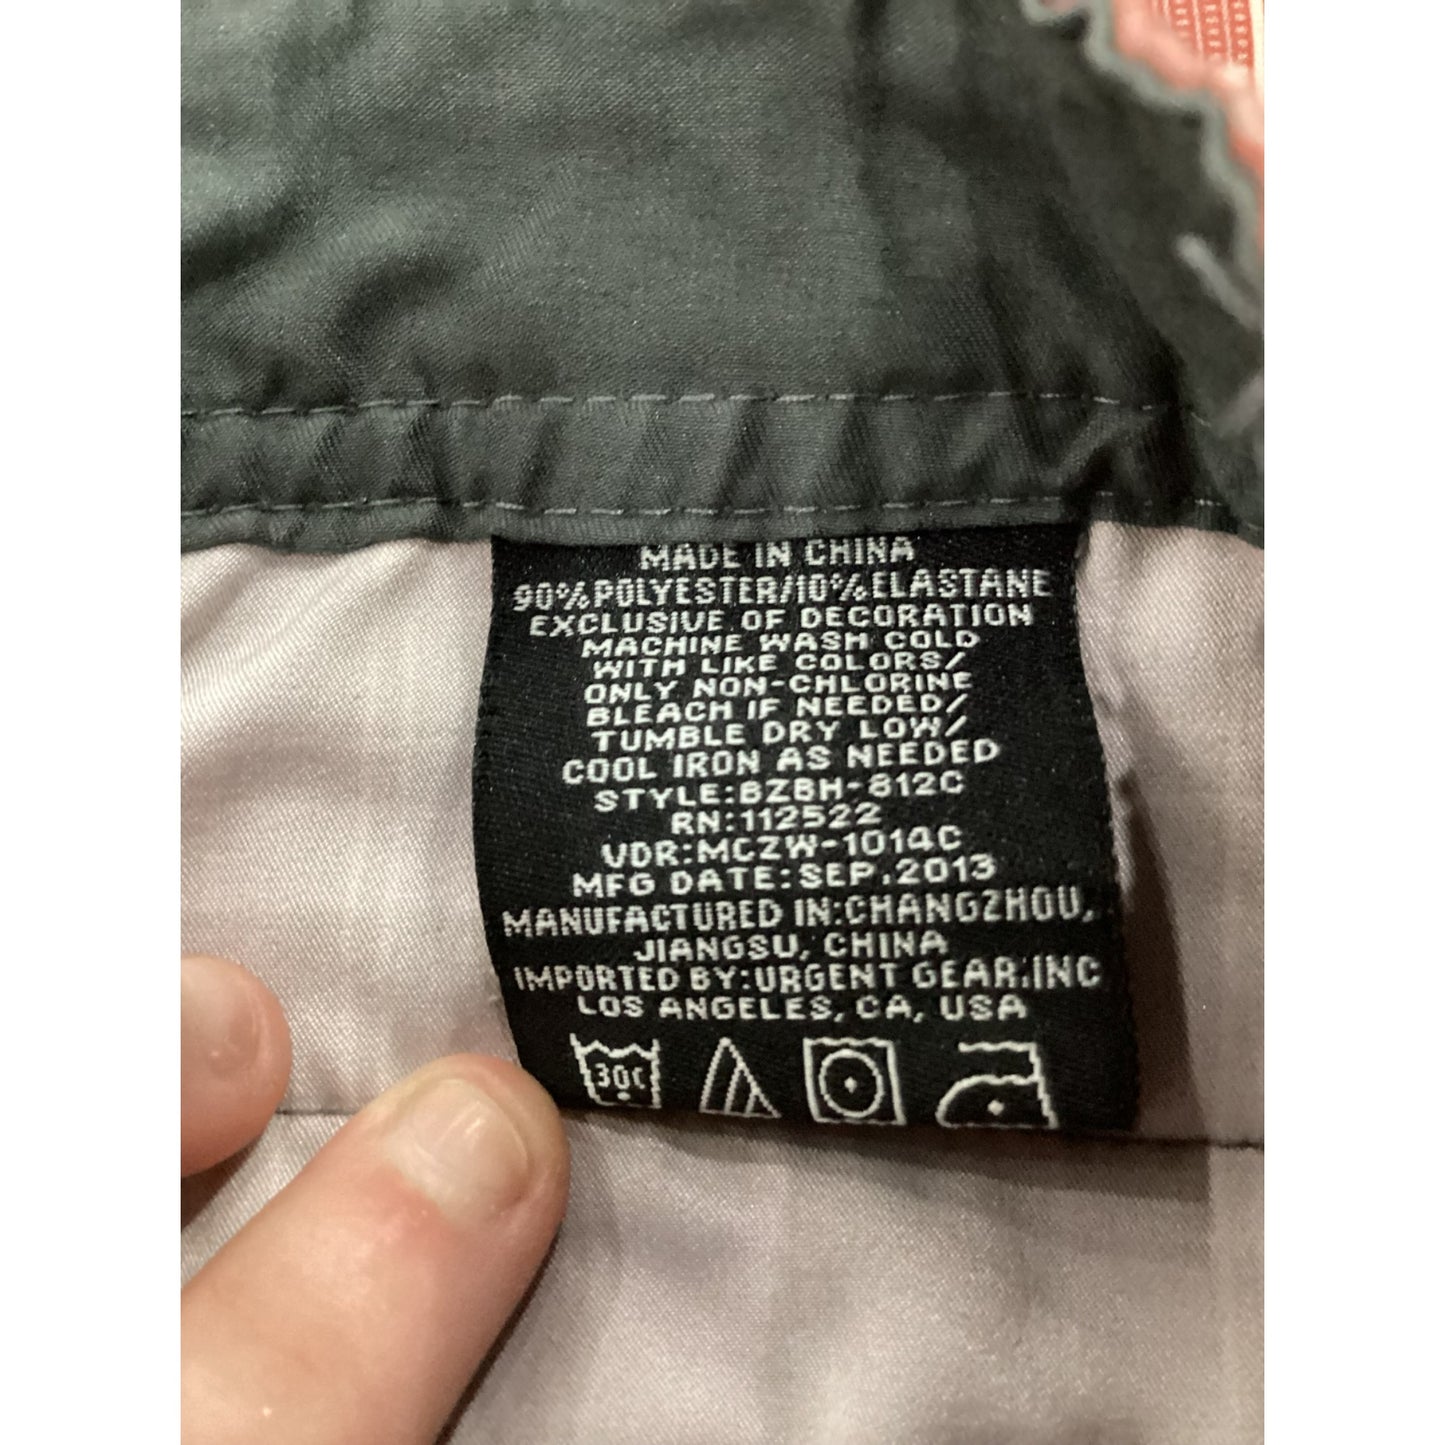 MADE IN CHINA
90%POLYESTER/10%ELASTANE
EXCLUSIVE OF DECORATION
MACHINE WASH COLD
WITH LIKE COLORS/
ONLY NON-CHLORINE
BLEACH IF NEEDED/
TUMBLE DRY LOW/
COOL IRON AS NEEDED
STYLE:BZBH-812C
RN:112522
VDR:MCZW-1014C
MFG DATE:SEP.2013
MANUFACTURED IN:CHANGZHOU,
JIANGSU, CHINA
IMPORTED BY:URGENT GEAR.INC
LOS ANGELES, CA, USA
30C